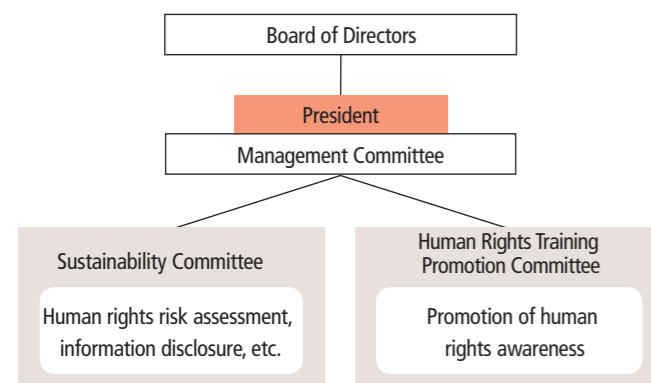 Board of Directors
President
Management Committee
Sustainability Committee
Human rights risk assessment,
information disclosure, etc.
Human Rights Training
Promotion Committee
Promotion of human
rights awareness